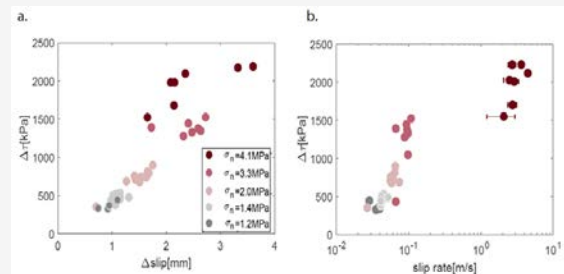 a.
b.
2500
2000
1500
1000
500
0
Δτ[kPa]
σn=4.1MPa
σn=3.3MPa
σn=2.0MPa
σn=1.4MPa
σn=1.2MPa
0 1 2 3 4
Δslip[mm]
2500
2000
1500
1000
500
0
Δτ[kPa]
10-2 10-1 100 101
slip rate[m/s]